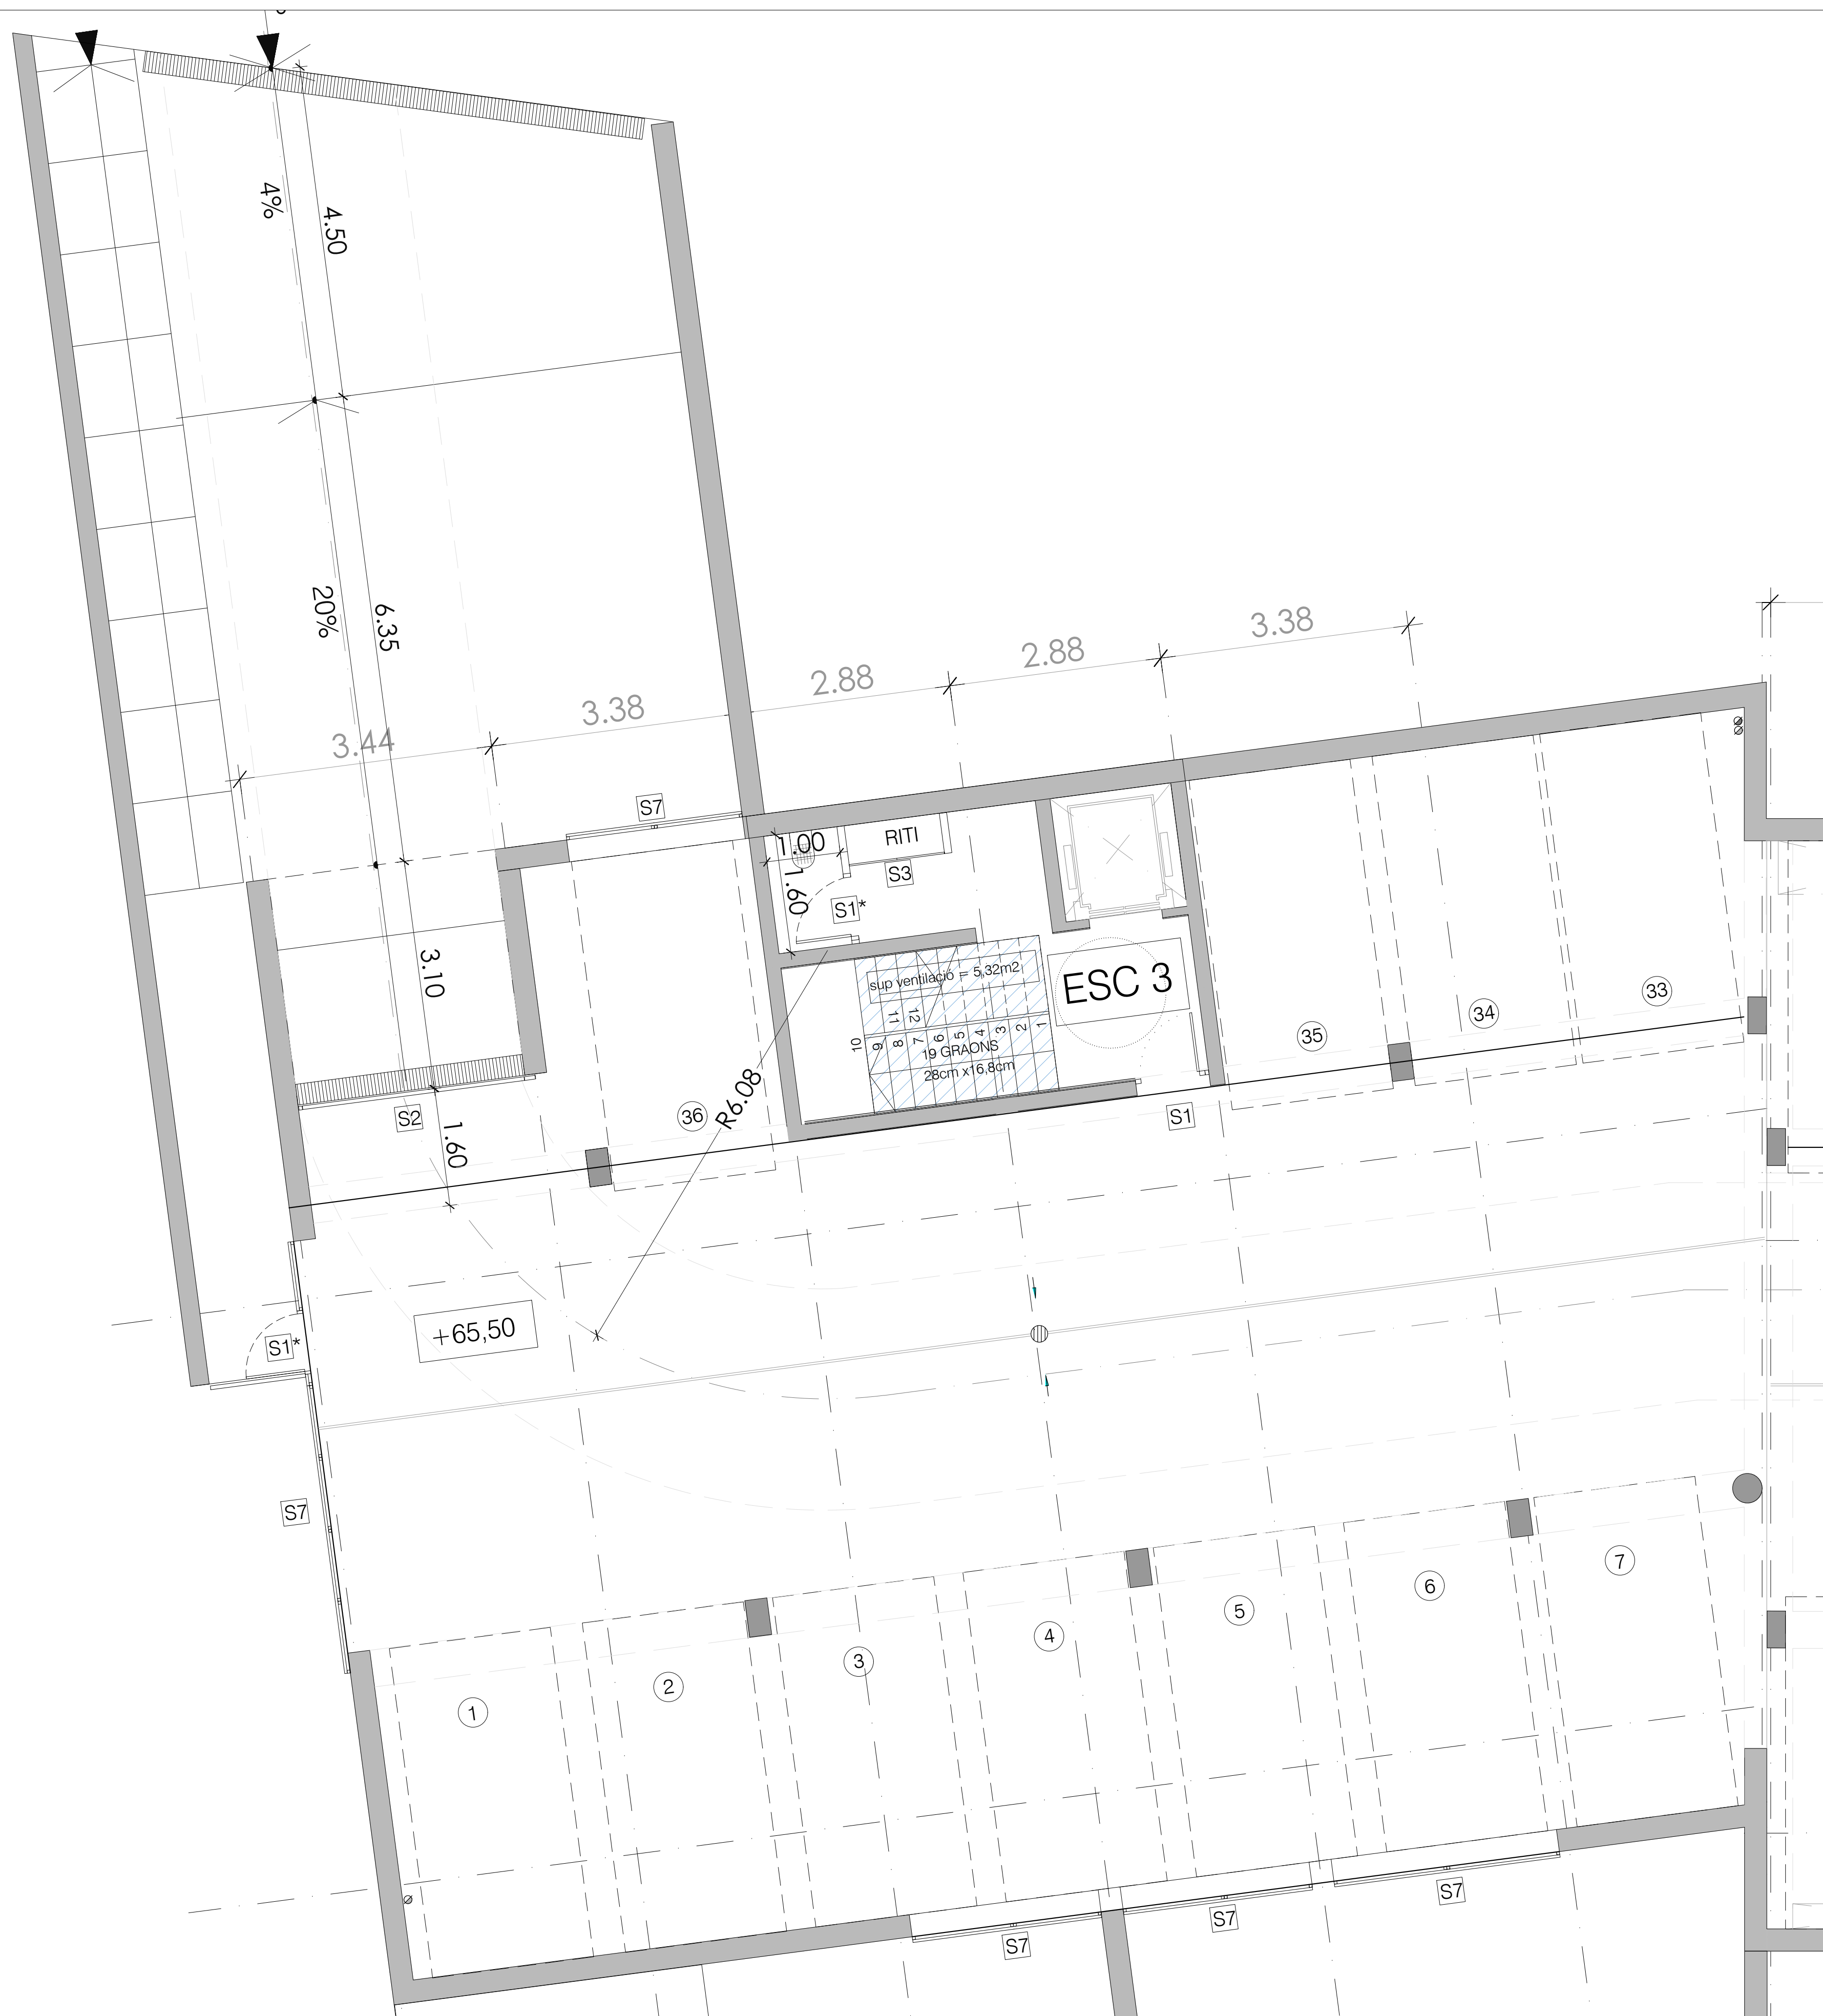 4%
4.50
20%
6.35
3.38
2.88
2.88
3.38
3.44
S7
1.00
RITI
S3
1.60
S1*
sup ventilació = 5,32m2
ESC 3
3.10
11
12
10
9
8
7
6
5
4
3
2
1
19 GRAONS
28cm x16,8cm
33
34
35
36
R6.08
S2
S1
1.60
+65,50
S1*
S7
7
6
5
4
3
2
1
S7
S7
S7